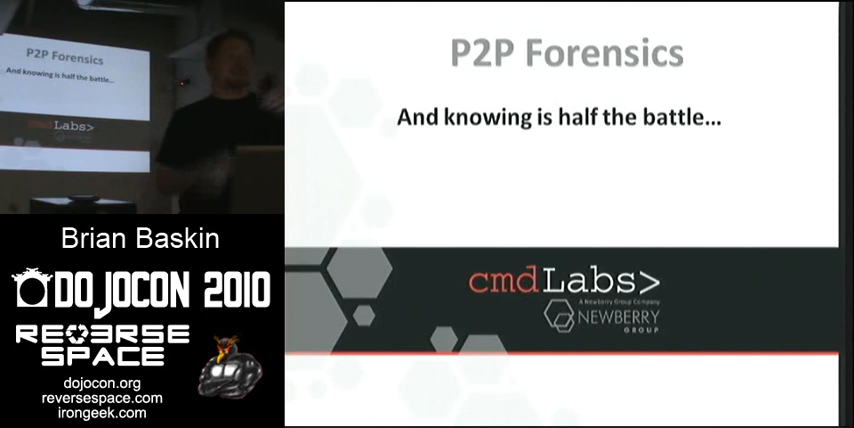 P2P Forensics
And knowing is half the battle...
cmdLabs>
P2P Forensics
And knowing is half the battle...
cmdLabs>
A Newberry Group Company
NEWBERRY
GROUP
Brian Baskin
DOJOCON 2010
REVERSE
SPACE
dojocon.org
reversespace.com
irongeek.com